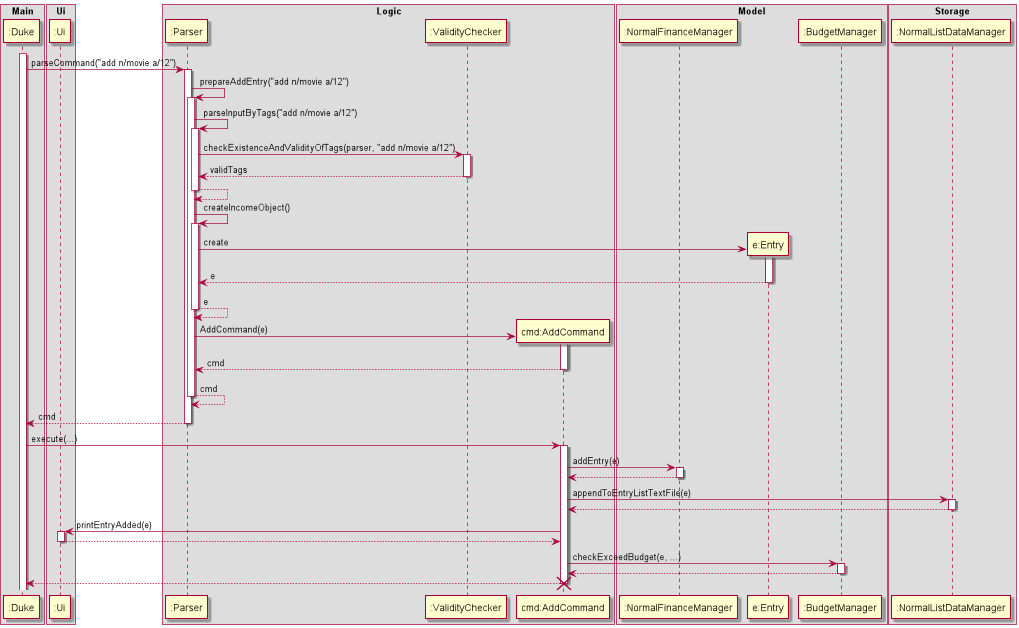 Main
Ui
Logic
Model
Storage
:Duke
:Ui
:Parser
:ValidityChecker
:NormalFinanceManager
:BudgetManager
:NormalListDataManager
parseCommand("add n/movie a/12")
prepareAddEntry("add n/movie a/12")
parseInputByTags("add n/movie a/12")
checkExistenceAndValidityOfTags(parser, "add n/movie a/12")
validTags
createIncomeObject()
create
e:Entry
e
e
AddCommand(e)
cmd:AddCommand
cmd
cmd
cmd
execute(...)
addEntry(e)
appendToEntryListTextFile(e)
printEntryAdded(e)
checkExceedBudget(e, ...)
:Duke
:Ui
:Parser
:ValidityChecker
cmd:AddCommand
:NormalFinanceManager
e:Entry
:BudgetManager
:NormalListDataManager